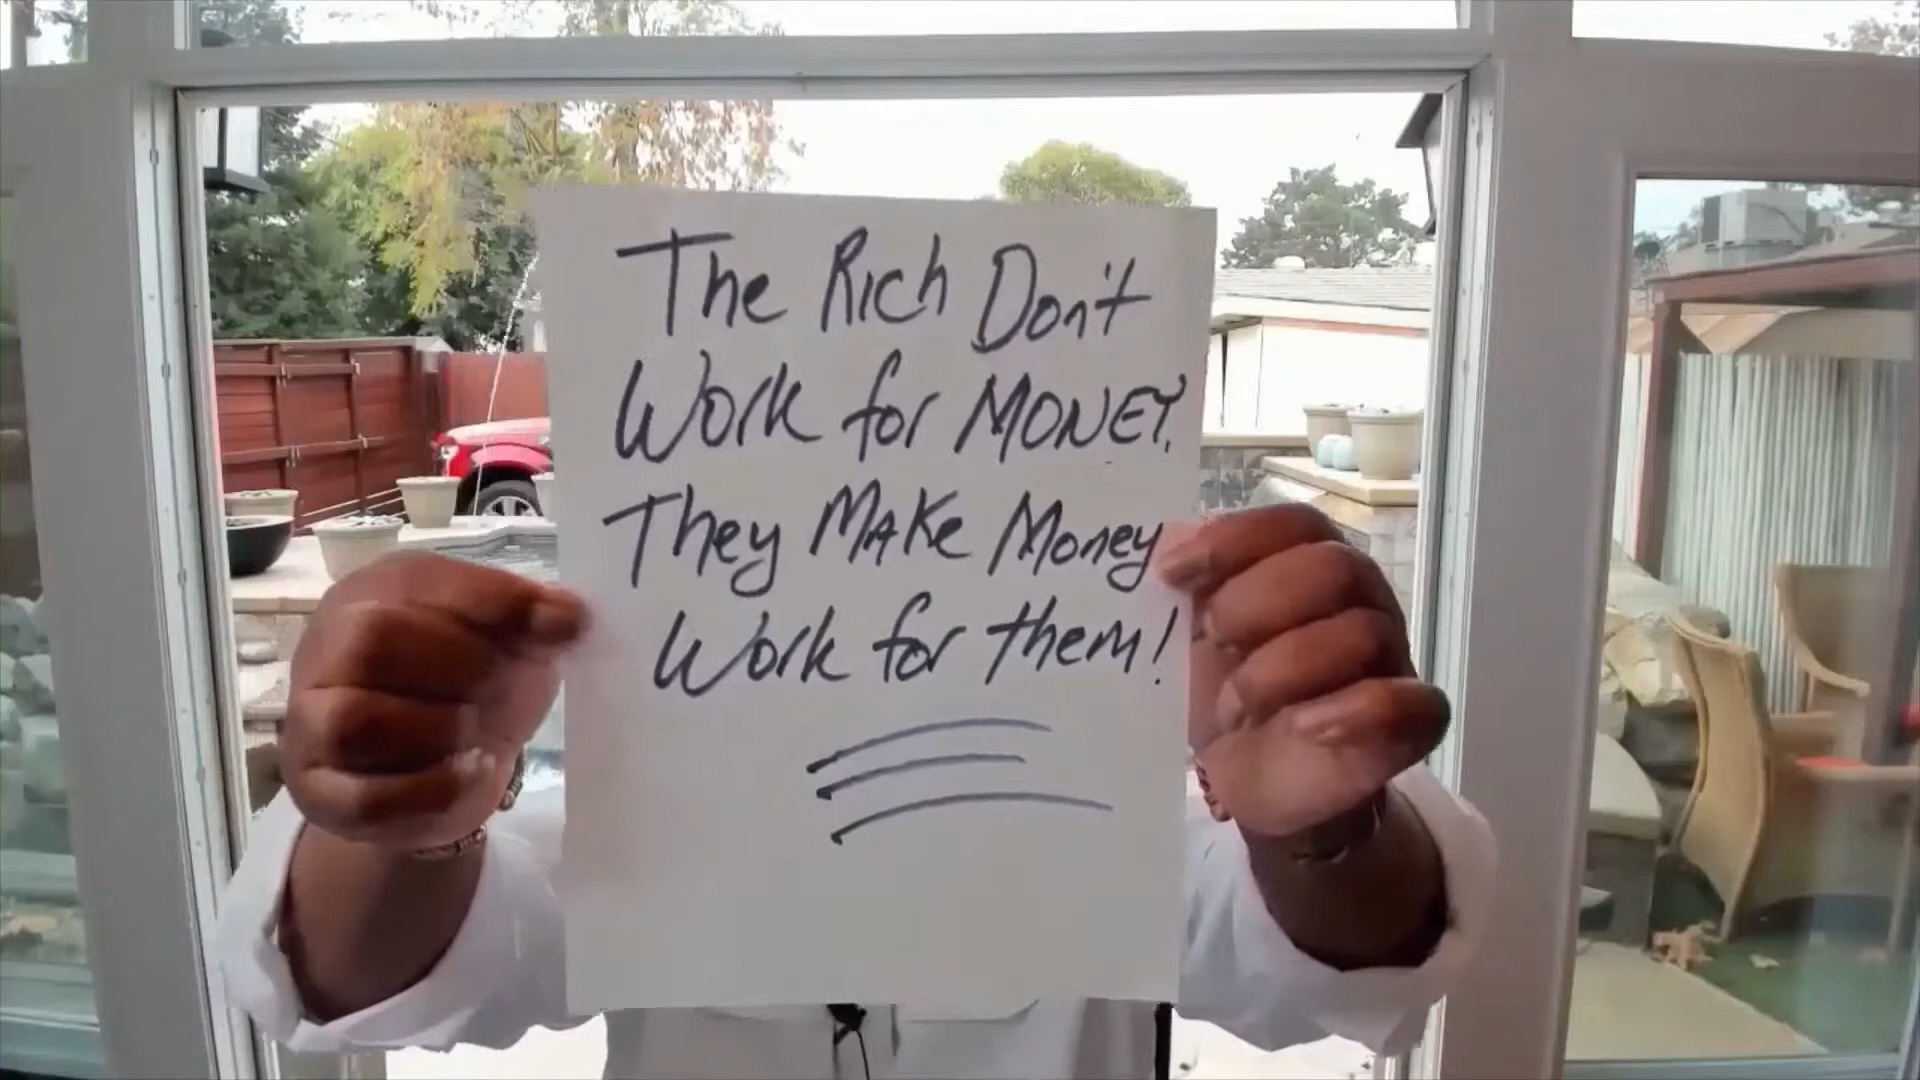 The Rich Don't
Work for MONEY.
They MAKe Money
Work for them!